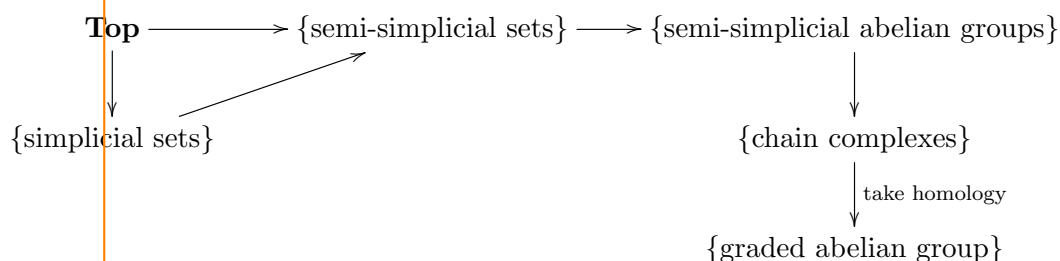 Top {semi-simplicial sets} {semi-simplicial abelian groups}
{simplicial sets} {chain complexes}
take homology
{graded abelian group}